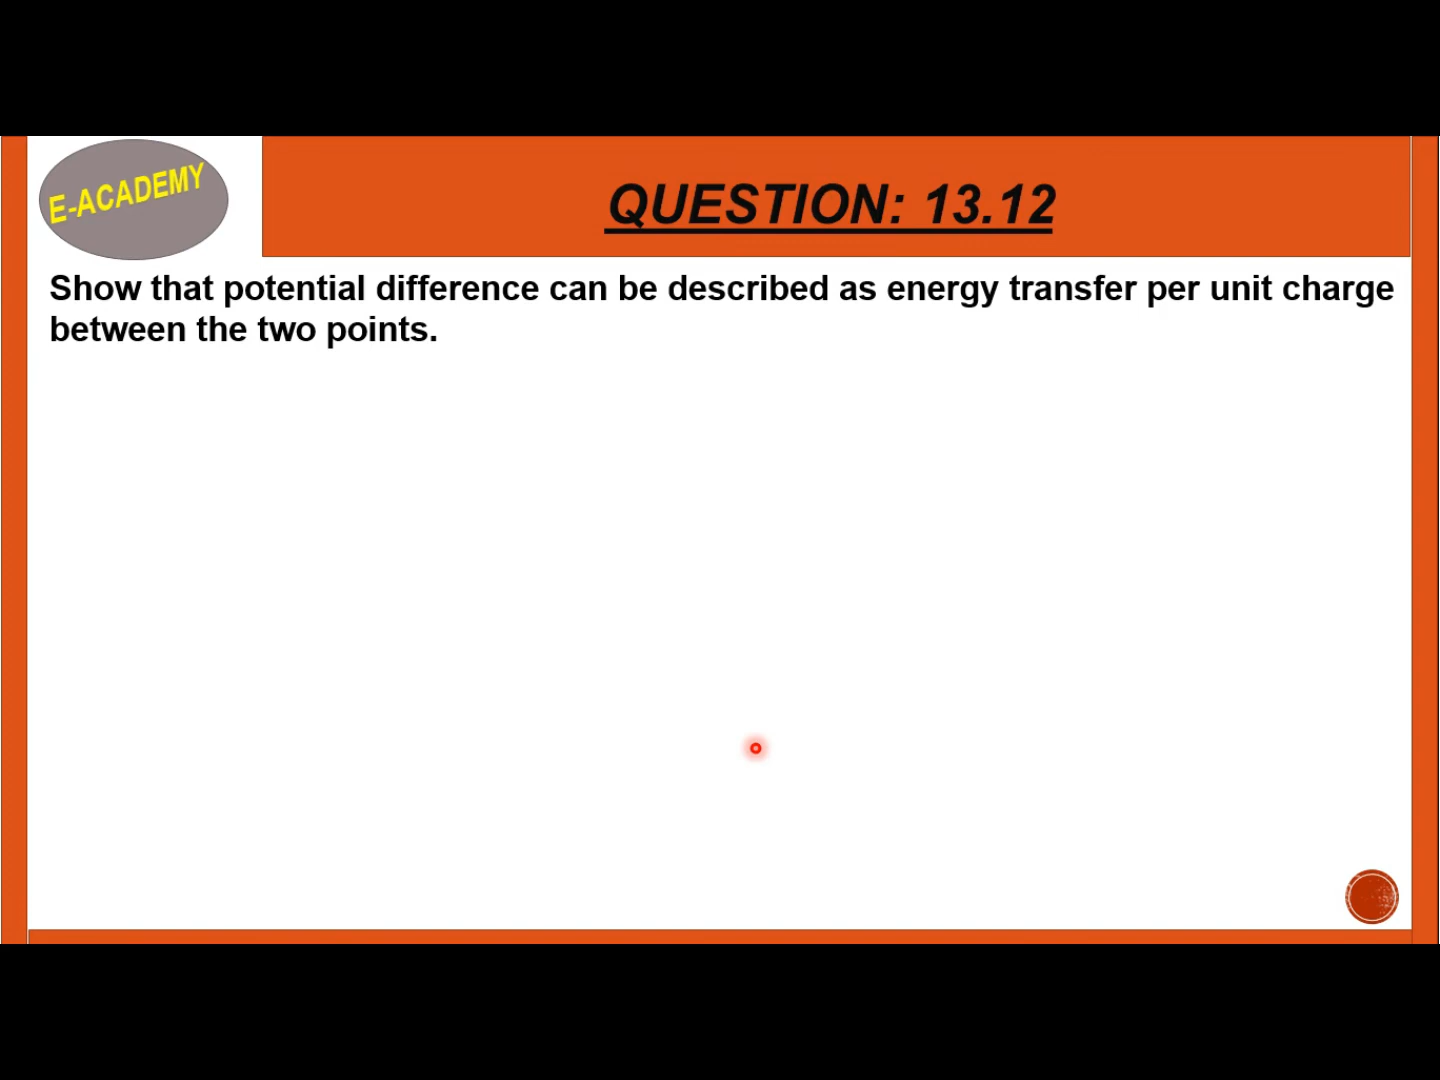 E-ACADEMY
QUESTION: 13.12
Show that potential difference can be described as energy transfer per unit charge
between the two points.